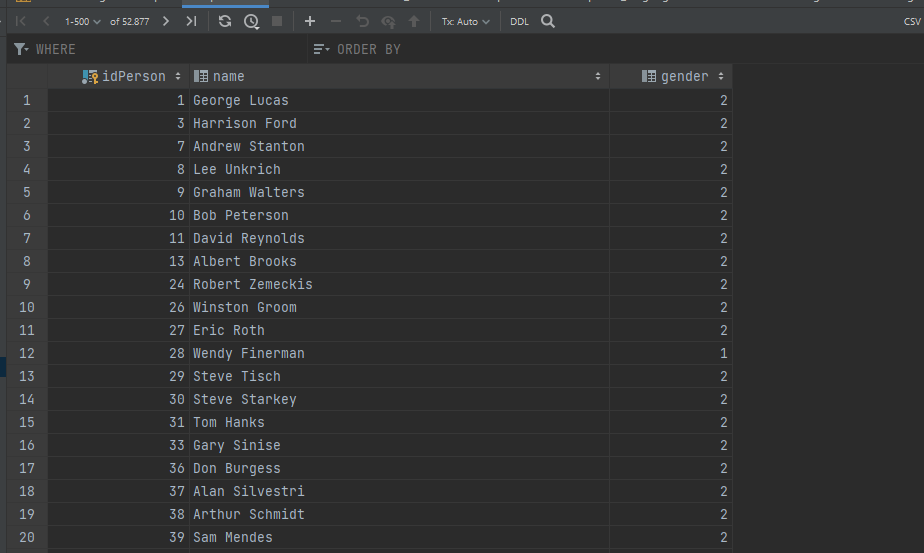 1-500 of 52.877 Tx: Auto DDL CSV
WHERE ORDER BY
idPerson name gender
1 1 George Lucas 2
2 3 Harrison Ford 2
3 7 Andrew Stanton 2
4 8 Lee Unkrich 2
5 9 Graham Walters 2
6 10 Bob Peterson 2
7 11 David Reynolds 2
8 13 Albert Brooks 2
9 24 Robert Zemeckis 2
10 26 Winston Groom 2
11 27 Eric Roth 2
12 28 Wendy Finerman 1
13 29 Steve Tisch 2
14 30 Steve Starkey 2
15 31 Tom Hanks 2
16 33 Gary Sinise 2
17 36 Don Burgess 2
18 37 Alan Silvestri 2
19 38 Arthur Schmidt 2
20 39 Sam Mendes 2